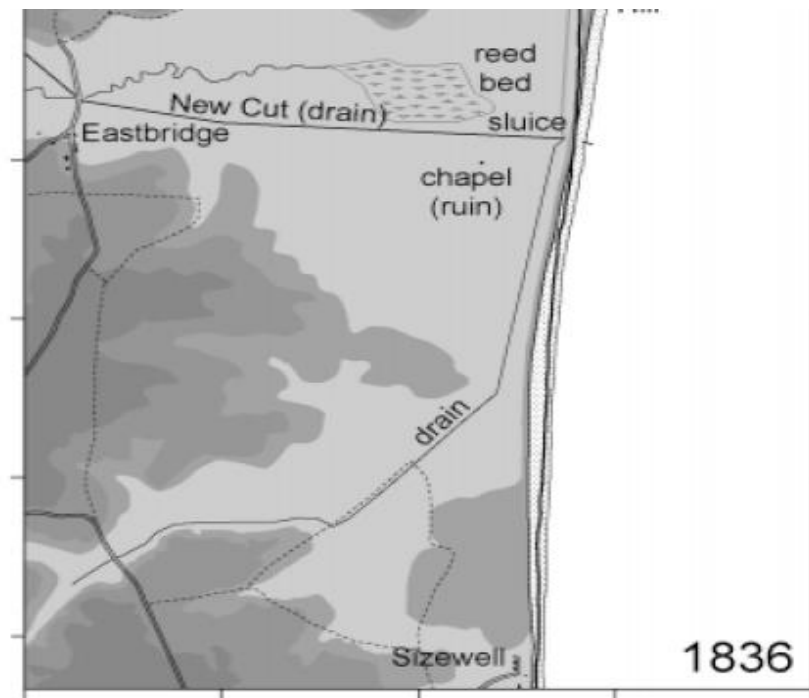 reed
bed
New Cut (drain)
sluice
Eastbridge
chapel
(ruin)
drain
Sizewell
1836